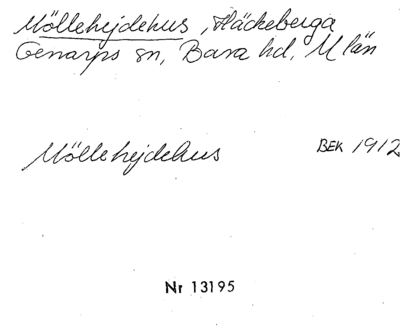 Möllehejdehus, Häckeberga
Genarps sn, Bara hd, M län
Möllehejdehus
BEK 1912
Nr 13195